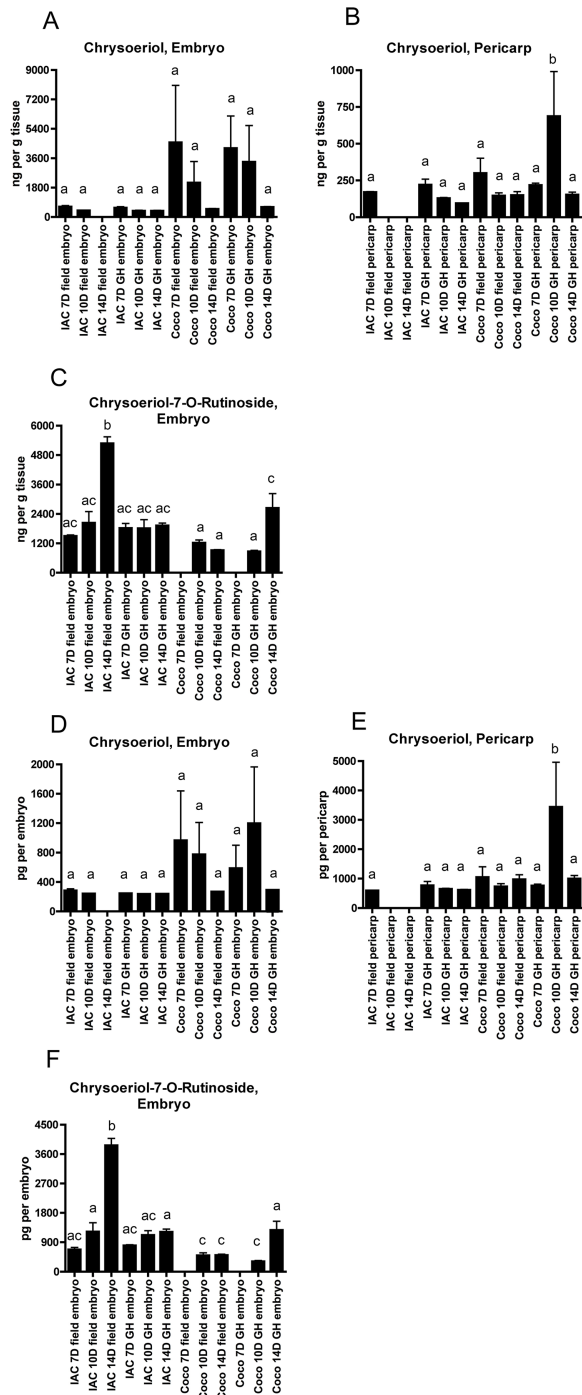 A
Chrysoeriol, Embryo
ng per g tissue
9000
7200
5400
3600
1800
0
a a a a a a a a a a a
IAC 7D field embryo
IAC 10D field embryo
IAC 14D field embryo
IAC 7D GH embryo
IAC 10D GH embryo
IAC 14D GH embryo
Coco 7D field embryo
Coco 10D field embryo
Coco 14D field embryo
Coco 7D GH embryo
Coco 10D GH embryo
Coco 14D GH embryo
B
Chrysoeriol, Pericarp
ng per g tissue
1000
750
500
250
0
a a a a a a a a b a
IAC 7D field pericarp
IAC 10D field pericarp
IAC 14D field pericarp
IAC 7D GH pericarp
IAC 10D GH pericarp
IAC 14D GH pericarp
Coco 7D field pericarp
Coco 10D field pericarp
Coco 14D field pericarp
Coco 7D GH pericarp
Coco 10D GH pericarp
Coco 14D GH pericarp
C
Chrysoeriol-7-O-Rutinoside,
Embryo
ng per g tissue
6000
4800
3600
2400
1200
0
ac ac b ac ac ac a a a c
IAC 7D field embryo
IAC 10D field embryo
IAC 14D field embryo
IAC 7D GH embryo
IAC 10D GH embryo
IAC 14D GH embryo
Coco 7D field embryo
Coco 10D field embryo
Coco 14D field embryo
Coco 7D GH embryo
Coco 10D GH embryo
Coco 14D GH embryo
D
Chrysoeriol, Embryo
pg per embryo
2000
1600
1200
800
400
0
a a a a a a a a a a a
IAC 7D field embryo
IAC 10D field embryo
IAC 14D field embryo
IAC 7D GH embryo
IAC 10D GH embryo
IAC 14D GH embryo
Coco 7D field embryo
Coco 10D field embryo
Coco 14D field embryo
Coco 7D GH embryo
Coco 10D GH embryo
Coco 14D GH embryo
E
Chrysoeriol, Pericarp
pg per pericarp
5000
4000
3000
2000
1000
0
a a a a a a a a b a
IAC 7D field pericarp
IAC 10D field pericarp
IAC 14D field pericarp
IAC 7D GH pericarp
IAC 10D GH pericarp
IAC 14D GH pericarp
Coco 7D field pericarp
Coco 10D field pericarp
Coco 14D field pericarp
Coco 7D GH pericarp
Coco 10D GH pericarp
Coco 14D GH pericarp
F
Chrysoeriol-7-O-Rutinoside,
Embryo
pg per embryo
4500
3600
2700
1800
900
0
ac a b ac ac a c c c a
IAC 7D field embryo
IAC 10D field embryo
IAC 14D field embryo
IAC 7D GH embryo
IAC 10D GH embryo
IAC 14D GH embryo
Coco 7D field embryo
Coco 10D field embryo
Coco 14D field embryo
Coco 7D GH embryo
Coco 10D GH embryo
Coco 14D GH embryo